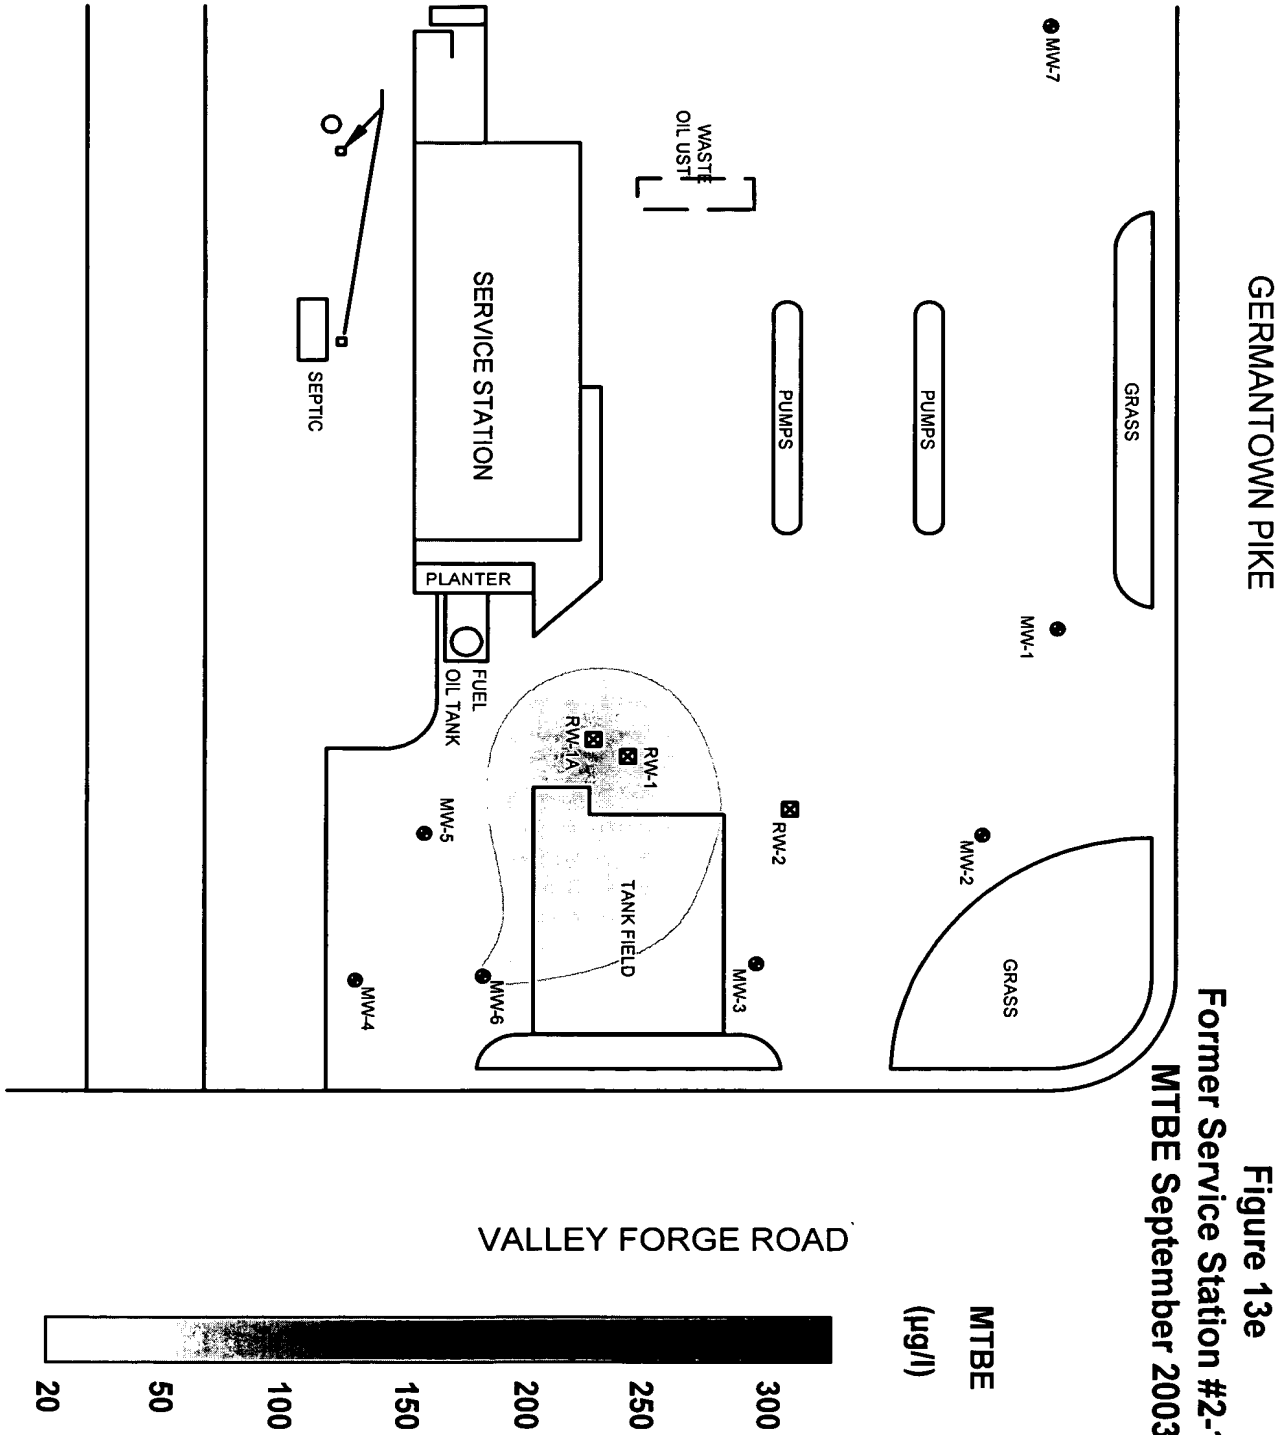 Figure 13e
Former Service Station #2-
MTBE September 2003
GERMANTOWN PIKE
MW-7
GRASS
MW-1
WASTE
OIL UST
PUMPS
PUMPS
MW-2
GRASS
SERVICE STATION
RW-1
RW-1A
RW-2
SEPTIC
PLANTER
FUEL
OIL TANK
MW-5
TANK FIELD
MW-3
MW-6
MW-4
VALLEY FORGE ROAD
MTBE
(µg/l)
20
50
100
150
200
250
300